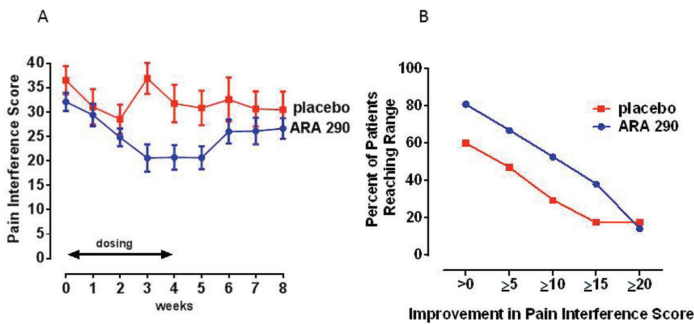 A
Pain Interference Score
40
35
30
25
20
15
10
5
0
placebo
ARA 290
dosing
0 1 2 3 4 5 6 7 8
weeks
B
Percent of Patients
Reaching Range
100
80
60
40
20
0
placebo
ARA 290
>0 ≥5 ≥10 ≥15 ≥20
Improvement in Pain Interference Score